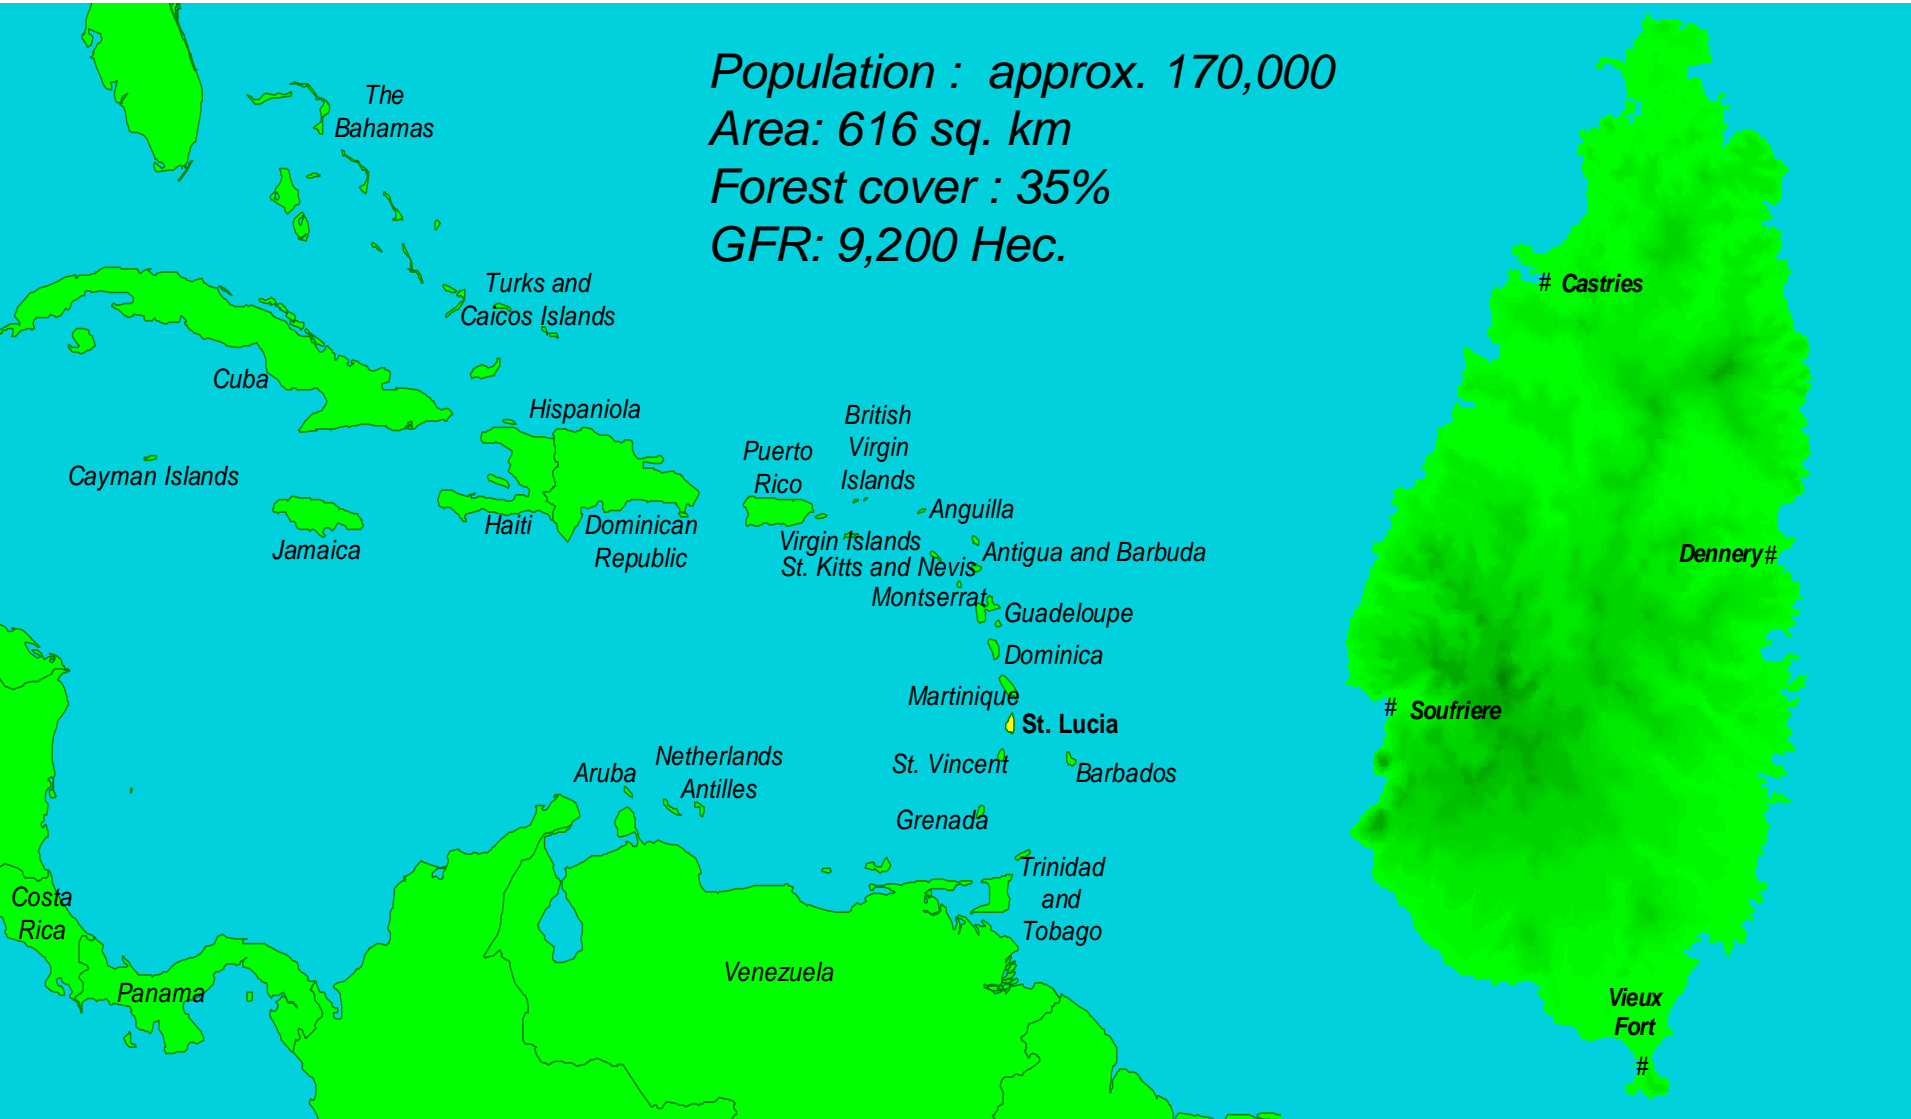 Population :  approx. 170,000
Area: 616 sq. km
Forest cover : 35%
GFR: 9,200 Hec.
The
Bahamas
Turks and
Caicos Islands
Cuba
Hispaniola
Cayman Islands
Jamaica
Haiti
Dominican
Republic
Puerto
Rico
British
Virgin
Islands
Anguilla
Virgin Islands
Antigua and Barbuda
St. Kitts and Nevis
Montserrat
Guadeloupe
Dominica
Martinique
St. Lucia
St. Vincent
Barbados
Aruba
Netherlands
Antilles
Grenada
Trinidad
and
Tobago
Costa
Rica
Panama
Venezuela
# Castries
Dennery #
# Soufriere
Vieux
Fort
#